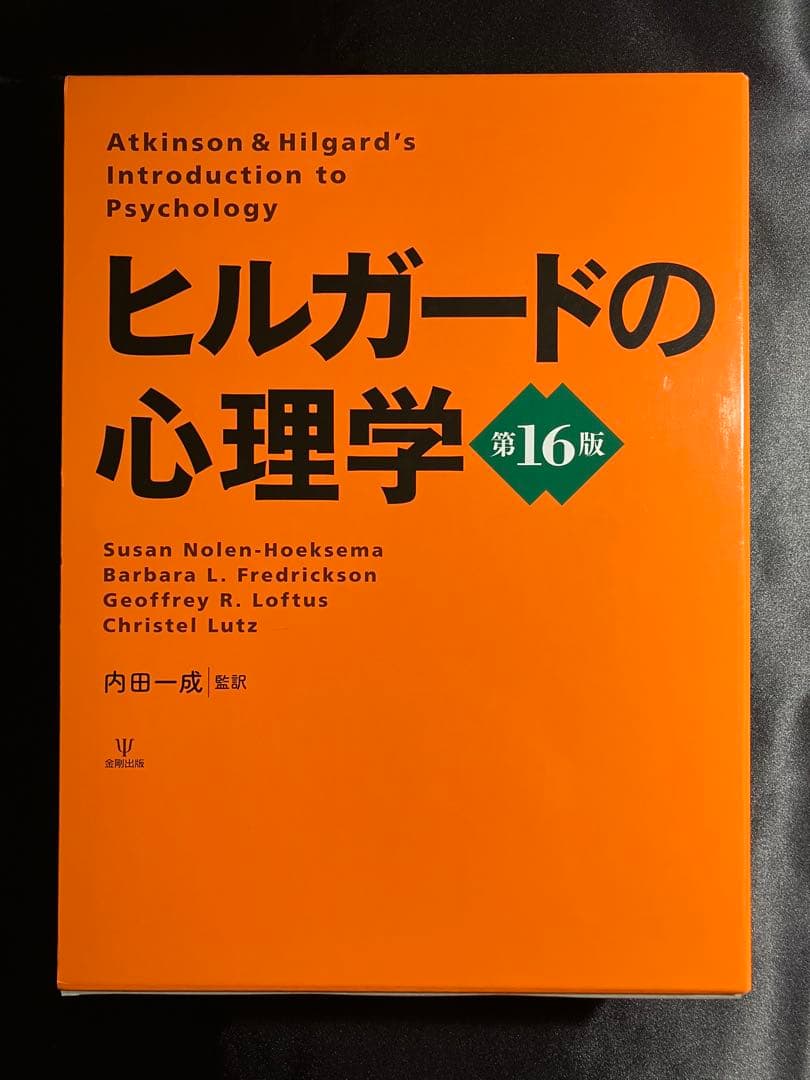 Atkinson & Hilgard's
Introduction to
Psychology
ヒルガードの
心理学
第16版
Susan Nolen-Hoeksema
Barbara L. Fredrickson
Geoffrey R. Loftus
Christel Lutz
内田一成|監訳
Ψ
金剛出版